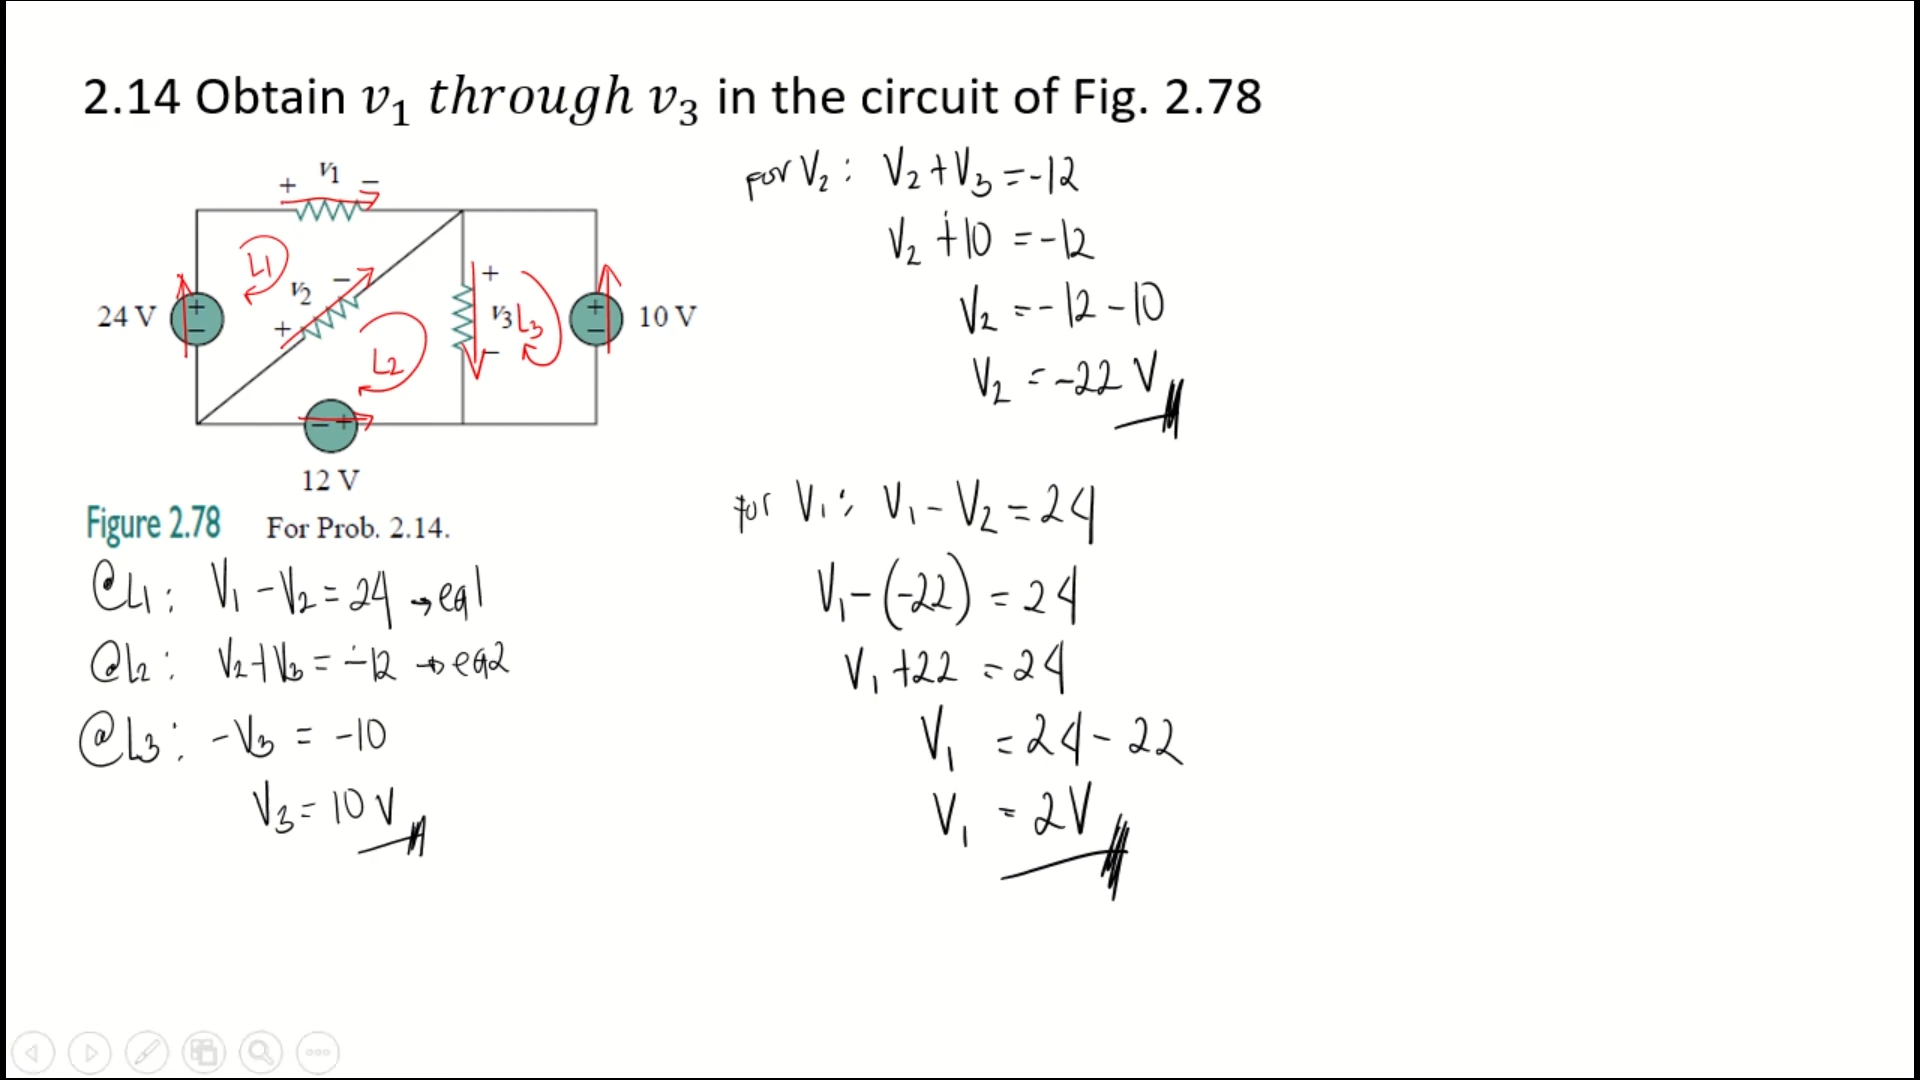 2.14 Obtain v₁ through v₃ in the circuit of Fig. 2.78
+ v₁ −
24 V
+
−
L1
+ v₂ −
L2
+
v₃
−
L3
+
−
10 V
− +
12 V
Figure 2.78 For Prob. 2.14.
@L1: V₁ - V₂ = 24 → eq1
@L2: V₂ + V₃ = -12 → eq2
@L3: -V₃ = -10
V₃ = 10 V
for V₂: V₂ + V₃ = -12
V₂ + 10 = -12
V₂ = -12 - 10
V₂ = -22 V
for V₁: V₁ - V₂ = 24
V₁ - (-22) = 24
V₁ + 22 = 24
V₁ = 24 - 22
V₁ = 2V